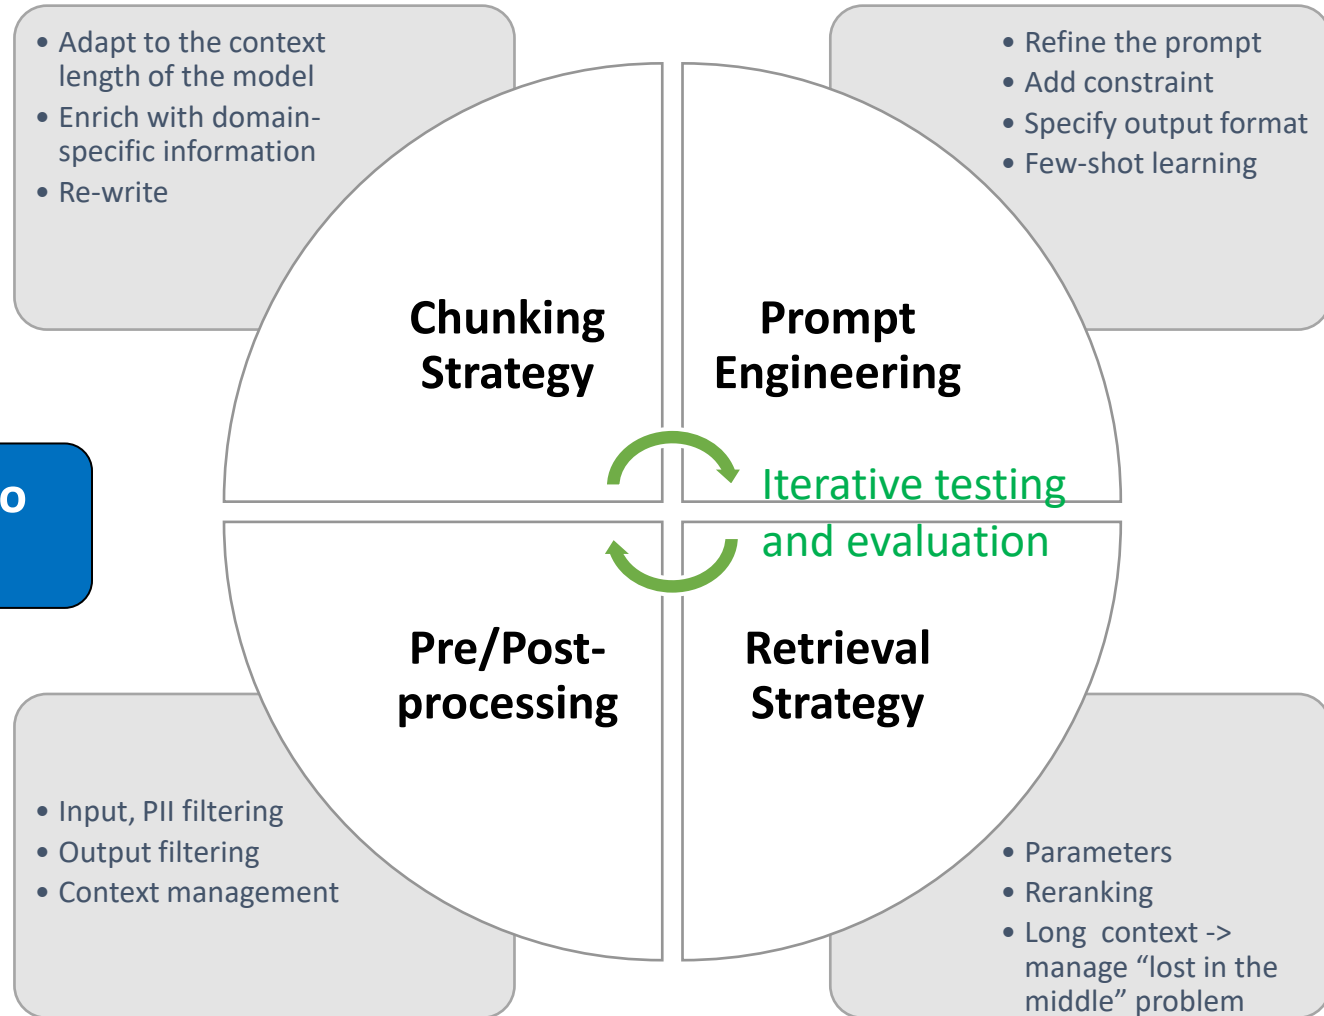 • Adapt to the context
length of the model
• Enrich with domain-
specific information
• Re-write
• Refine the prompt
• Add constraint
• Specify output format
• Few-shot learning
Chunking
Strategy
Prompt
Engineering
o
Iterative testing
and evaluation
Pre/Post-
processing
Retrieval
Strategy
• Input, PII filtering
• Output filtering
• Context management
• Parameters
• Reranking
• Long  context ->
manage “lost in the
middle” problem